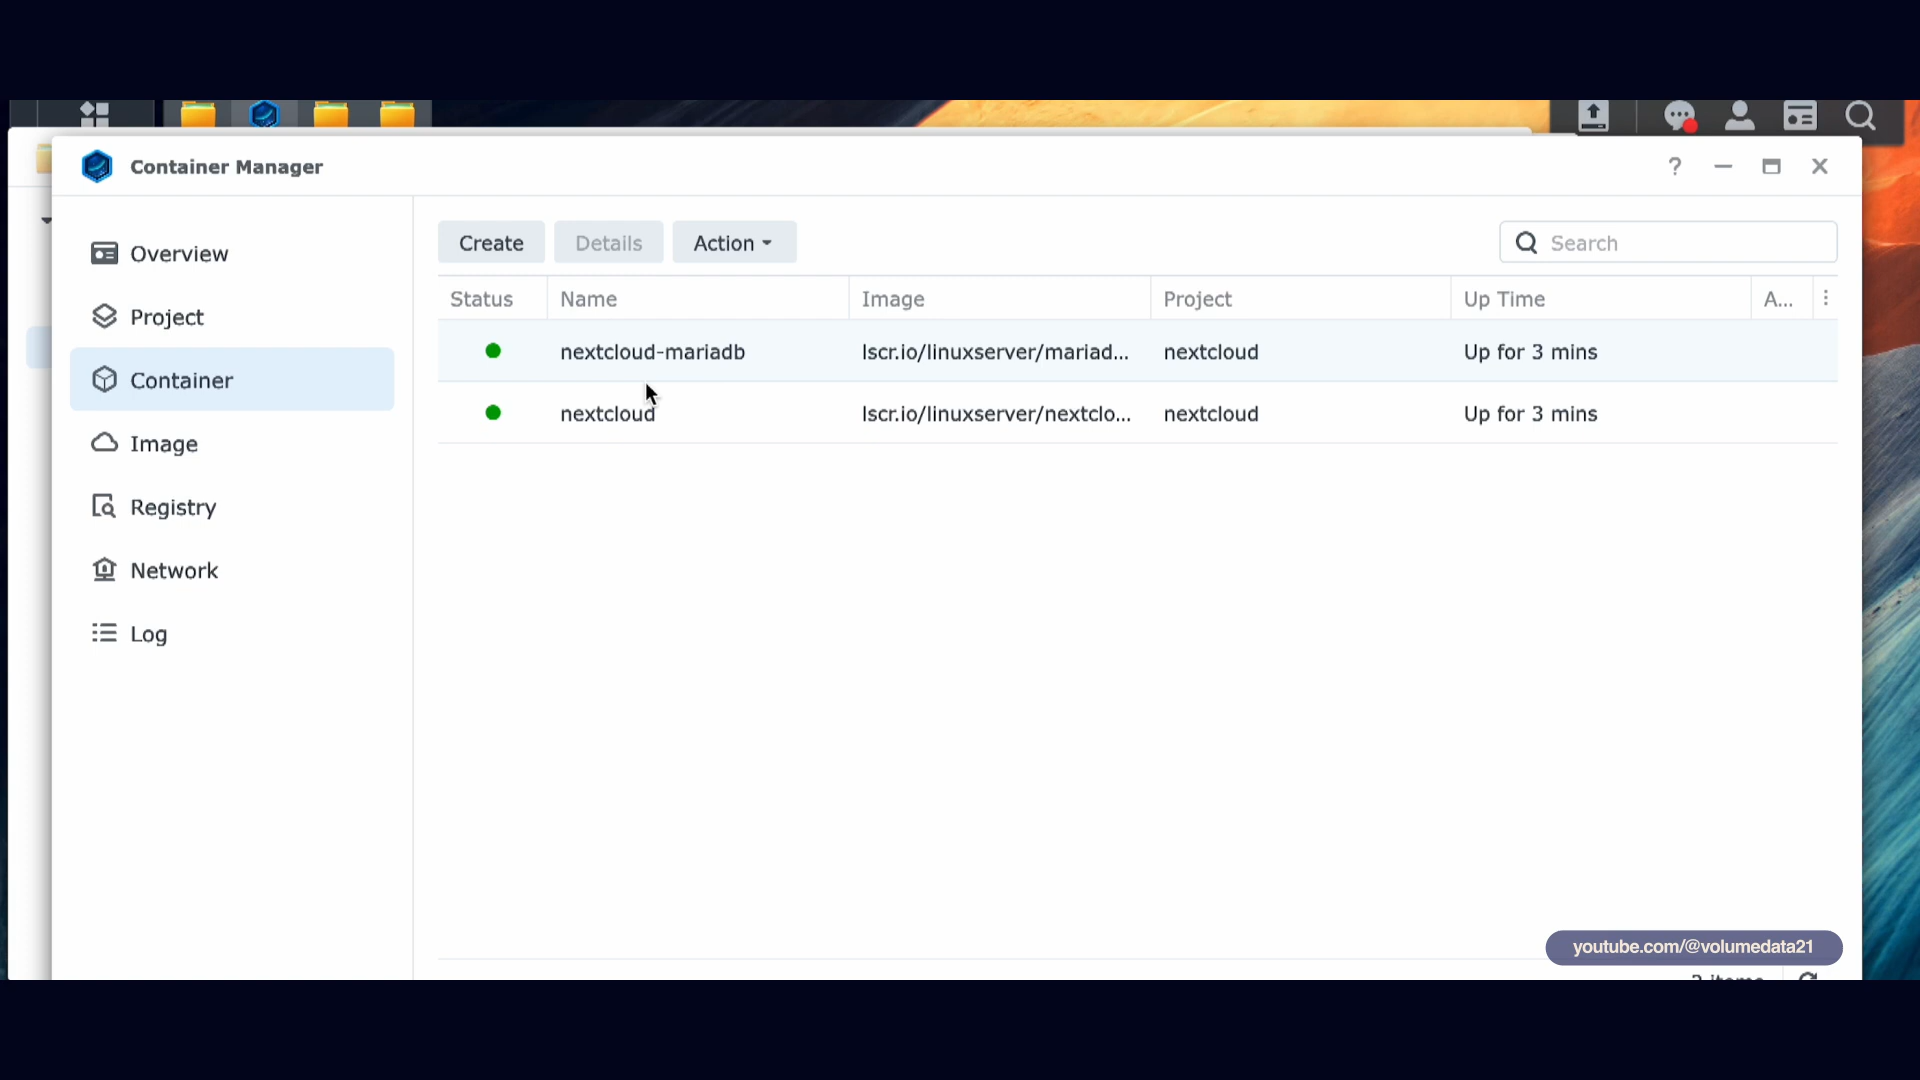 Container Manager
?
Overview
Project
Container
Image
Registry
Network
Log
Create Details Action Search
Status Name Image Project Up Time A...
nextcloud-mariadb lscr.io/linuxserver/mariad... nextcloud Up for 3 mins
nextcloud lscr.io/linuxserver/nextclo... nextcloud Up for 3 mins
youtube.com/@volumedata21